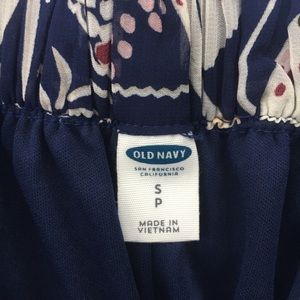 OLD NAVY
SAN FRANCISCO
CALIFORNIA
S
P
MADE IN
VIETNAM